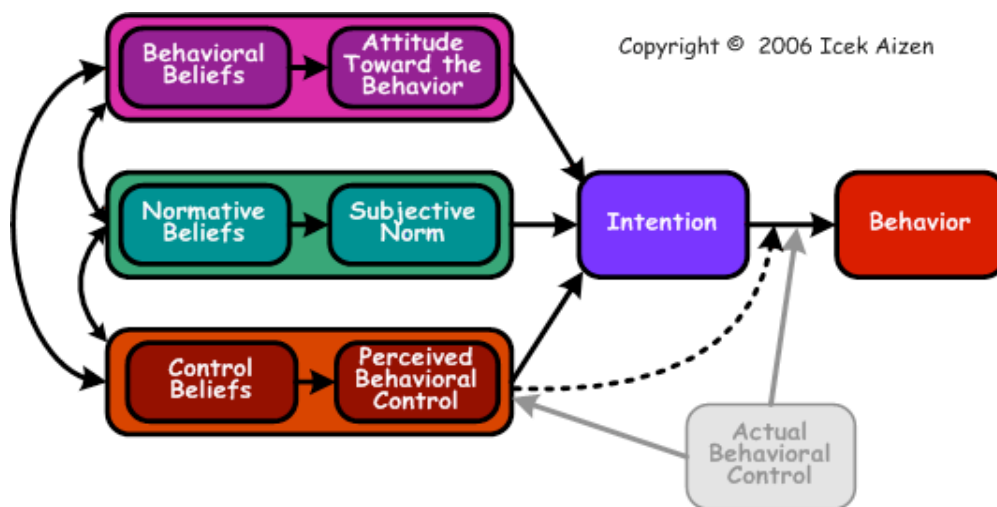 Behavioral
Beliefs
Attitude
Toward the
Behavior
Copyright © 2006 Icek Aizen
Normative
Beliefs
Subjective
Norm
Intention
Behavior
Control
Beliefs
Perceived
Behavioral
Control
Actual
Behavioral
Control